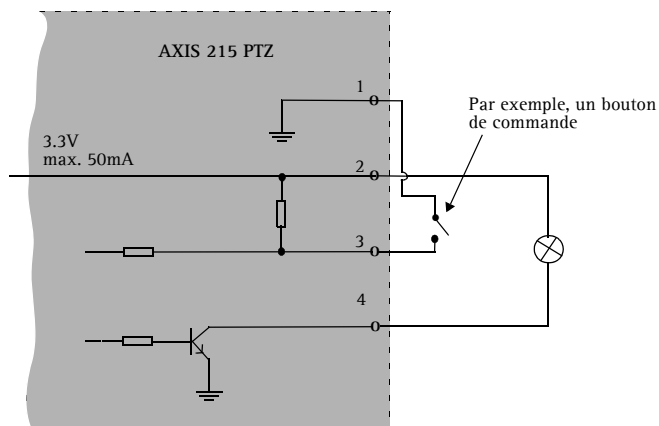 AXIS 215 PTZ
1
Par exemple, un bouton
de commande
3.3V
max. 50mA
2
3
4